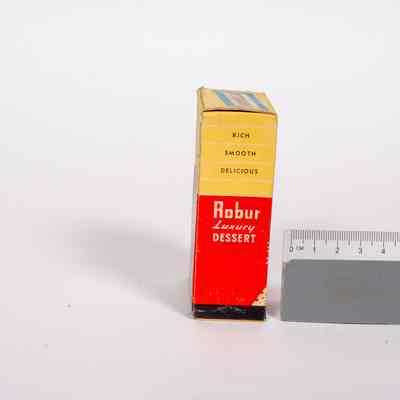 RICH
SMOOTH
DELICIOUS
Robur
Luxury
DESSERT
0 CM 1 2 3 4